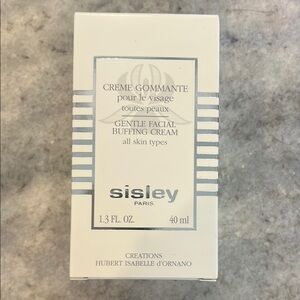 CRÈME GOMMANTE
pour le visage
toutes peaux
GENTLE FACIAL
BUFFING CREAM
all skin types
sisley
PARIS
1.3 FL. OZ. 40 ml
CREATIONS
HUBERT ISABELLE d'ORNANO